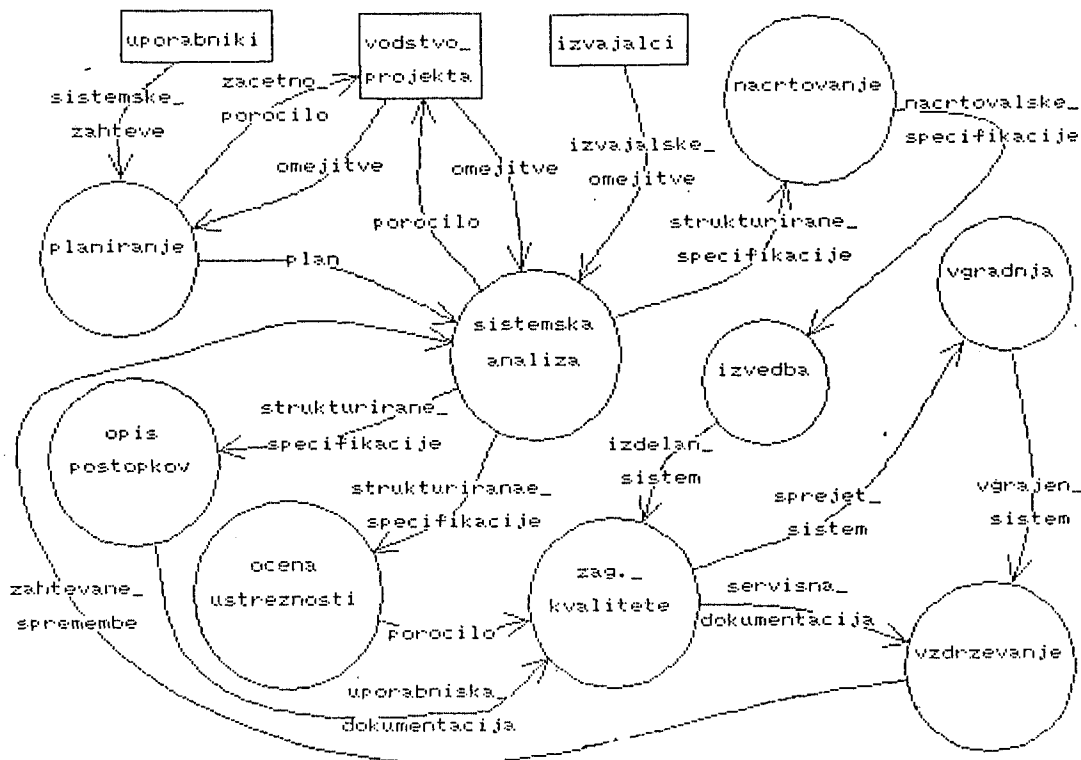 uporabniki
vodstvo_
projekta
izvajalci
zacetno_
porocilo
sistemske_
zahteve
nacrtovanje
nacrtovalske_
specifikacije
omejitve
omejitve
izvajalske_
omejitve
porocilo
strukturirane_
specifikacije
planiranje
plan
vgradnja
sistemska
analiza
izvedba
strukturirane_
specifikacije
opis
postopkov
izdelan_
sistem
strukturiranae_
specifikacije
sprejet_
sistem
vgrajen_
sistem
ocena
ustreznosti
zag._
kvalitete
zahtevane_
spremembe
servisna_
dokumentacija
porocilo
vzdrzevanje
uporabniska_
dokumentacija